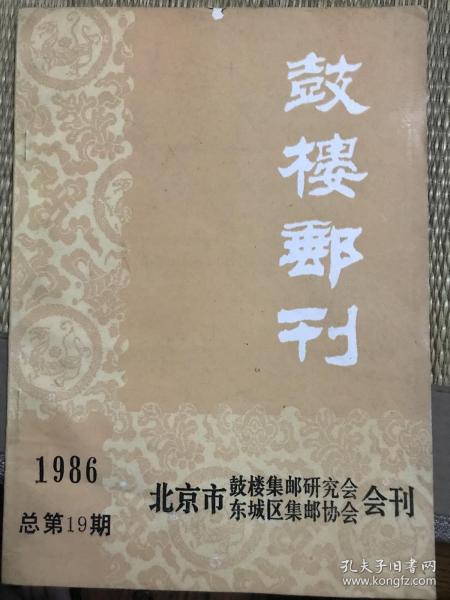 鼓楼郵刊
1986
总第19期
北京市鼓楼集邮研究会会刊
东城区集邮协会
孔夫子旧书网
www.kongfz.com